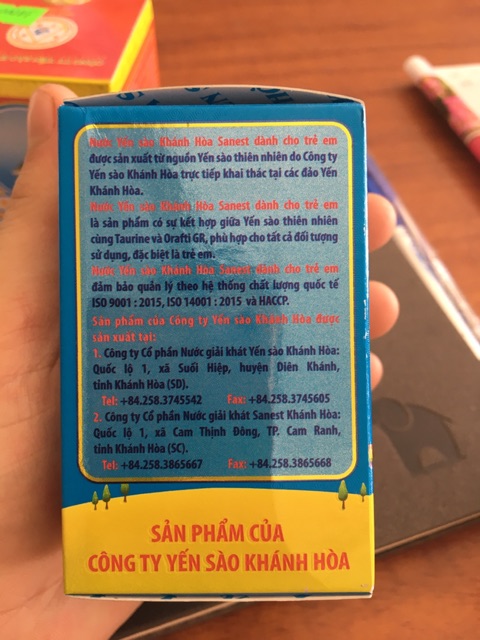 Nước Yến sào Khánh Hòa Sanest dành cho trẻ em
được sản xuất từ nguồn Yến sào thiên nhiên do Công ty
Yến sào Khánh Hòa trực tiếp khai thác tại các đảo Yến
Khánh Hòa.
Nước Yến sào Khánh Hòa Sanest dành cho trẻ em
là sản phẩm có sự kết hợp giữa Yến sào thiên nhiên
cùng Taurine và Orafti GR, phù hợp cho tất cả đối tượng
sử dụng, đặc biệt là trẻ em.
Nước Yến sào Khánh Hòa Sanest dành cho trẻ em
đảm bảo quản lý theo hệ thống chất lượng quốc tế
ISO 9001 : 2015, ISO 14001 : 2015 và HACCP.
Sản phẩm của Công ty Yến sào Khánh Hòa được
sản xuất tại:
1. Công ty Cổ phần Nước giải khát Yến sào Khánh Hòa:
Quốc lộ 1, xã Suối Hiệp, huyện Diên Khánh,
tỉnh Khánh Hòa (SD).
Tel: +84.258.3745542 Fax: +84.258.3745605
2. Công ty Cổ phần Nước giải khát Sanest Khánh Hòa:
Quốc lộ 1, xã Cam Thịnh Đông, TP. Cam Ranh,
tỉnh Khánh Hòa (SC).
Tel: +84.258.3865667 Fax: +84.258.3865668
SẢN PHẨM CỦA
CÔNG TY YẾN SÀO KHÁNH HÒA